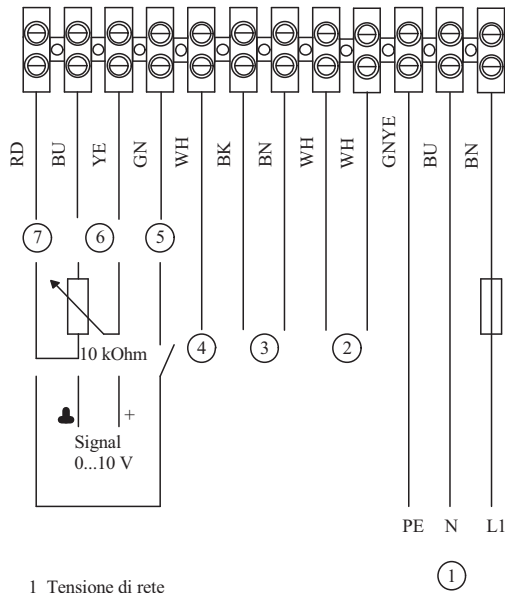 RD BU YE GN WH BK BN WH WH GNYE BU BN
7 6 5
10 kOhm
4 3 2
+
Signal
0...10 V
PE N L1
1
1 Tensione di rete